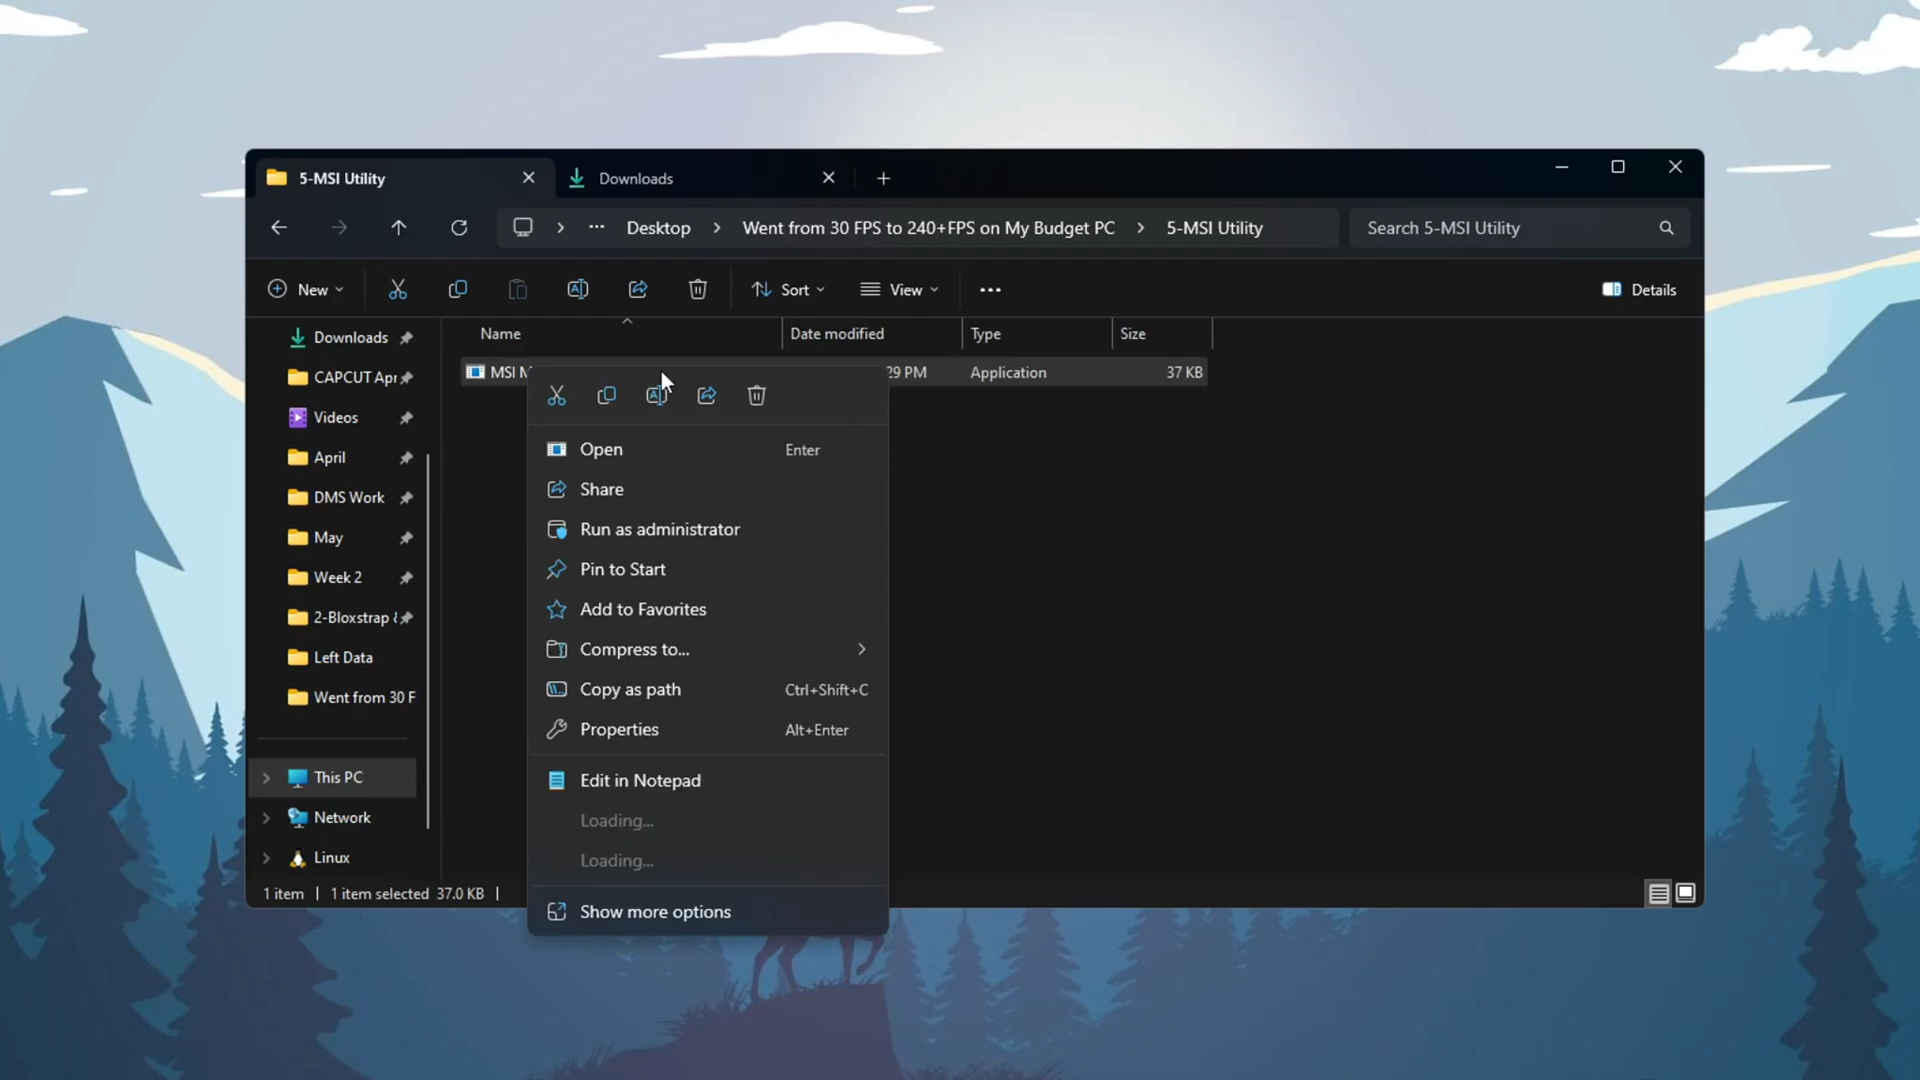 5-MSI Utility
Downloads
Desktop > Went from 30 FPS to 240+FPS on My Budget PC > 5-MSI Utility
Search 5-MSI Utility
New
Sort
View
Details
Name
Date modified
Type
Size
Downloads
CAPCUT Apr
Videos
April
DMS Work
May
Week 2
2-Bloxstrap
Left Data
Went from 30 F
This PC
Network
Linux
MSI
29 PM
Application
37 KB
Open Enter
Share
Run as administrator
Pin to Start
Add to Favorites
Compress to...
Copy as path Ctrl+Shift+C
Properties Alt+Enter
Edit in Notepad
Loading...
Loading...
Show more options
1 item | 1 item selected 37.0 KB |